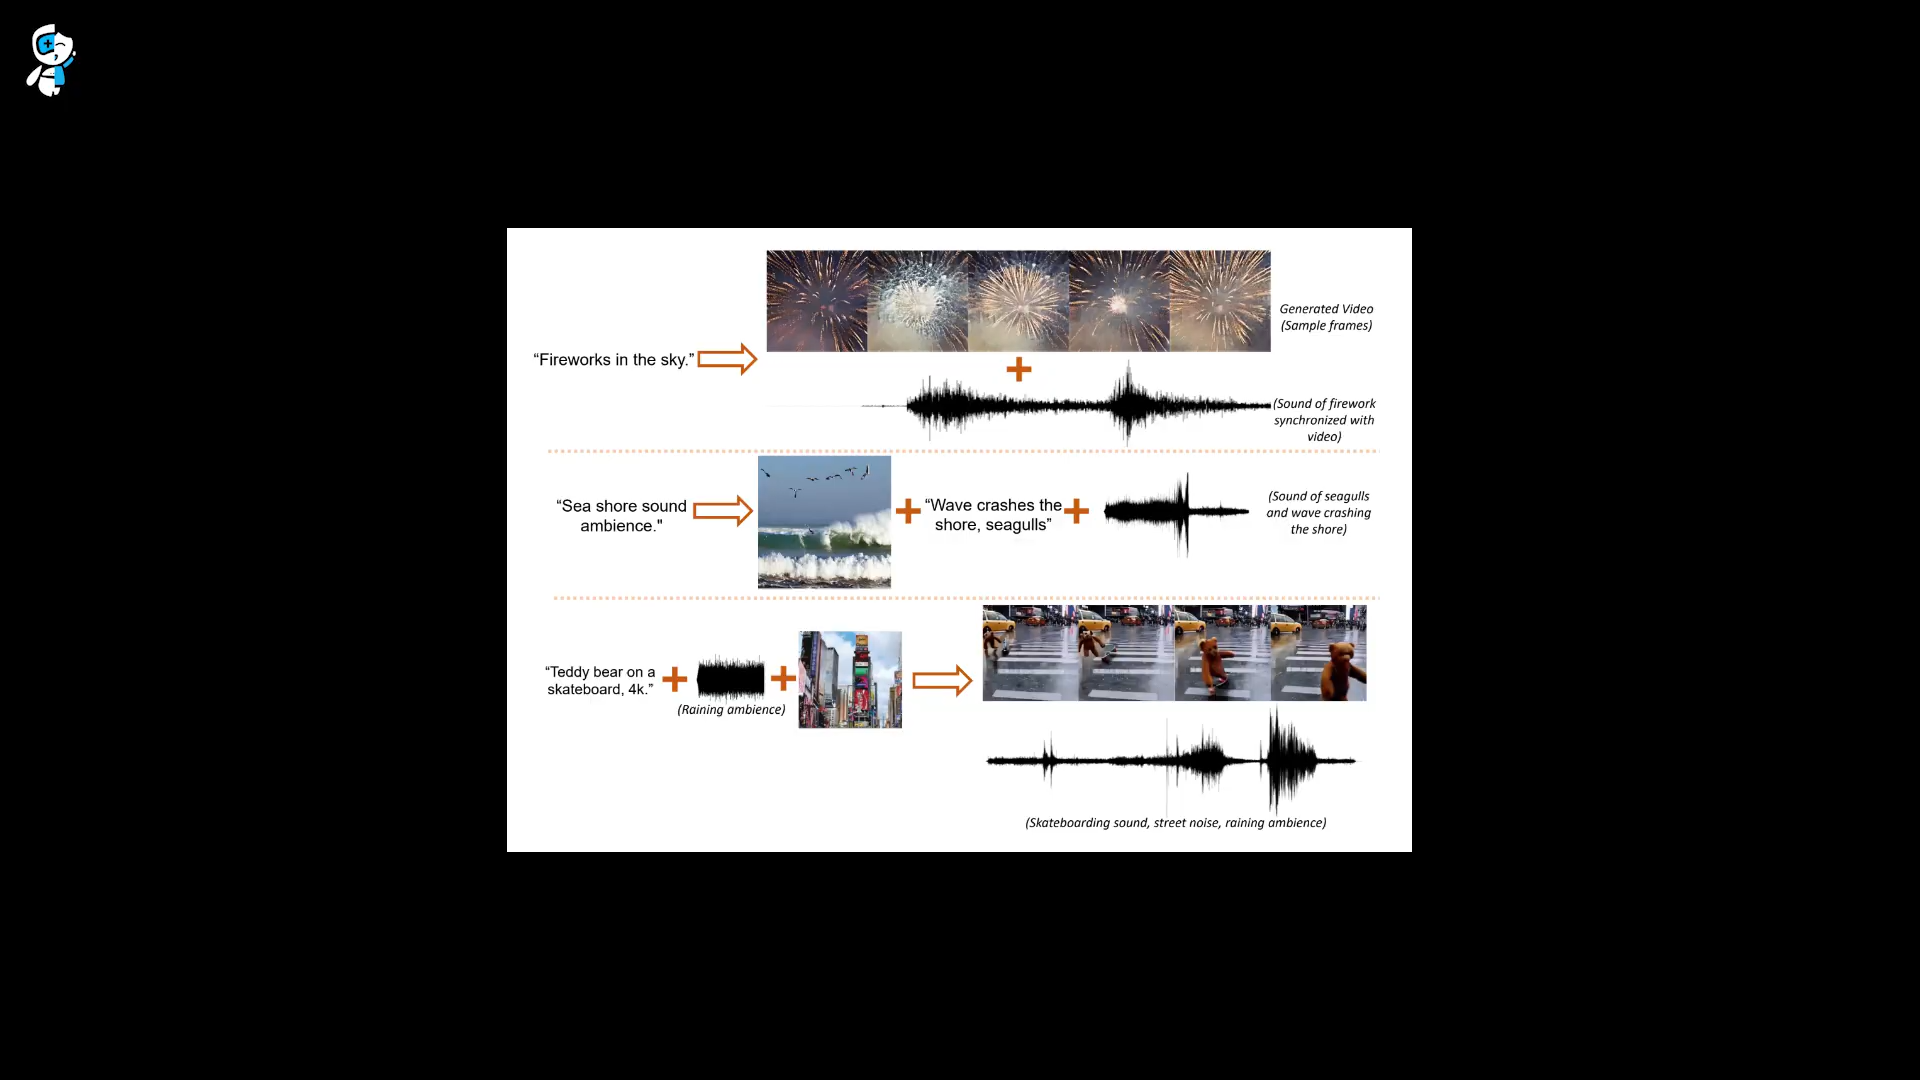 Generated Video
(Sample frames)
“Fireworks in the sky.”
(Sound of firework
synchronized with
video)
“Sea shore sound
ambience."
“Wave crashes the
shore, seagulls”
(Sound of seagulls
and wave crashing
the shore)
“Teddy bear on a
skateboard, 4k.”
(Raining ambience)
(Skateboarding sound, street noise, raining ambience)